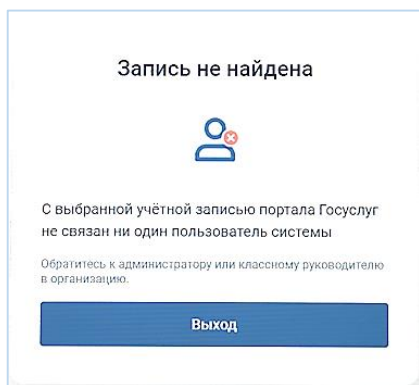 Запись не найдена
С выбранной учётной записью портала Госуслуг
не связан ни один пользователь системы
Обратитесь к администратору или классному руководителю
в организацию.
Выход